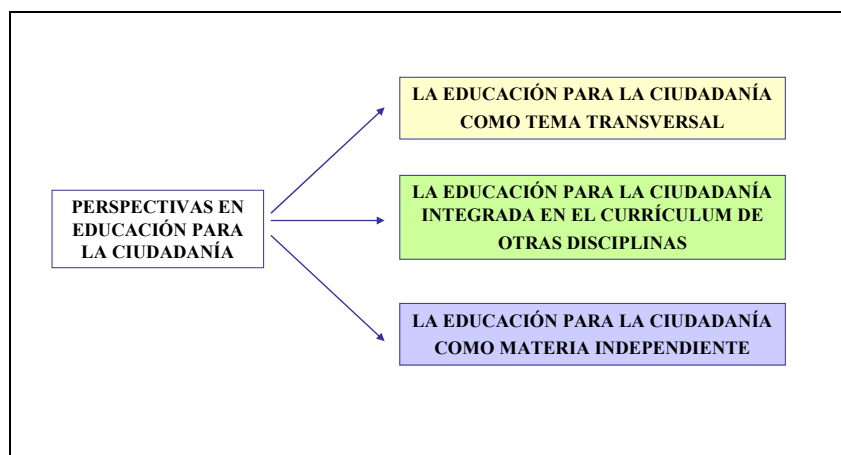 PERSPECTIVAS EN
EDUCACIÓN PARA
LA CIUDADANÍA
LA EDUCACIÓN PARA LA CIUDADANÍA
COMO TEMA TRANSVERSAL
LA EDUCACIÓN PARA LA CIUDADANÍA
INTEGRADA EN EL CURRÍCULUM DE
OTRAS DISCIPLINAS
LA EDUCACIÓN PARA LA CIUDADANÍA
COMO MATERIA INDEPENDIENTE